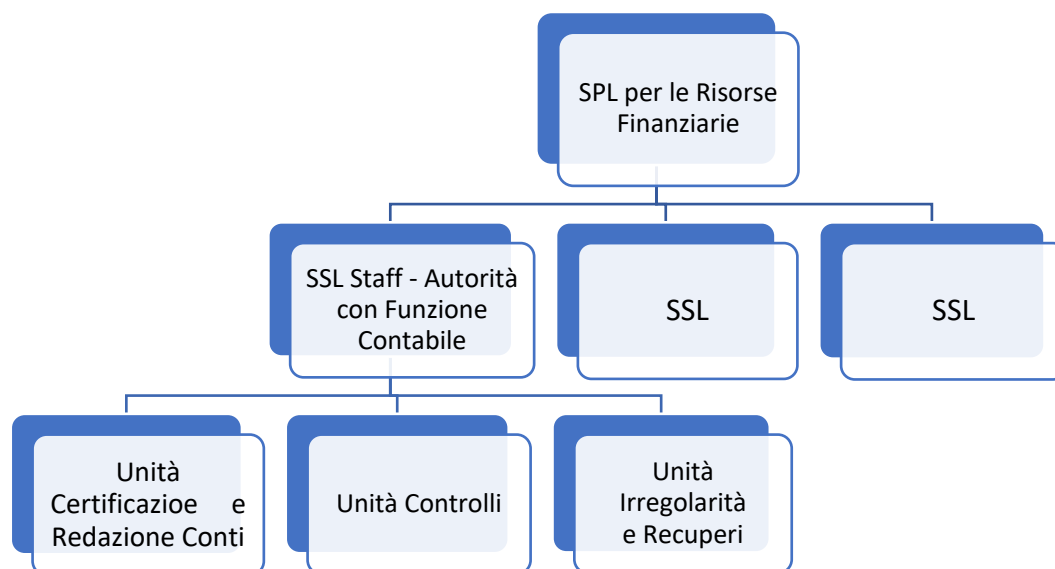 SPL per le Risorse
Finanziarie
SSL Staff - Autorità
con Funzione
Contabile
SSL
SSL
Unità
Certificazioe e
Redazione Conti
Unità Controlli
Unità
Irregolarità
e Recuperi